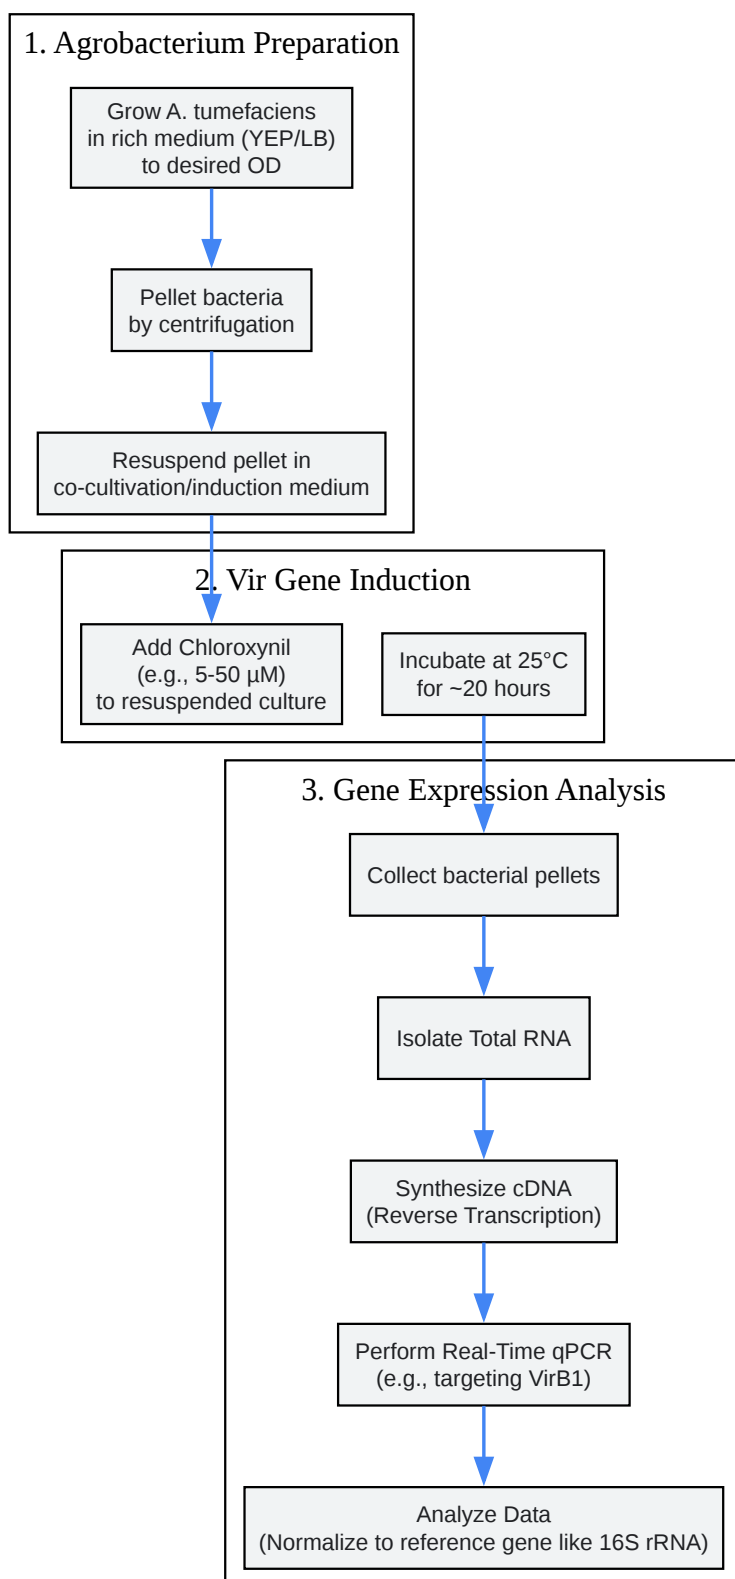 1. Agrobacterium Preparation
Grow A. tumefaciens
in rich medium (YEP/LB)
to desired OD
Pellet bacteria
by centrifugation
Resuspend pellet in
co-cultivation/induction medium
2. Vir Gene Induction
Add Chloroxynil
(e.g., 5-50 µM)
to resuspended culture
Incubate at 25°C
for ~20 hours
3. Gene Expression Analysis
Collect bacterial pellets
Isolate Total RNA
Synthesize cDNA
(Reverse Transcription)
Perform Real-Time qPCR
(e.g., targeting VirB1)
Analyze Data
(Normalize to reference gene like 16S rRNA)